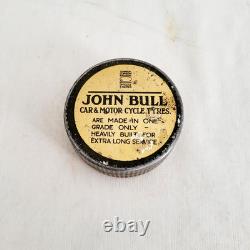 JOHN BULL
CAR & MOTOR CYCLE TYRES.
ARE MADE IN ONE
GRADE ONLY -
HEAVILY BUILT FOR
EXTRA LONG SERVICE